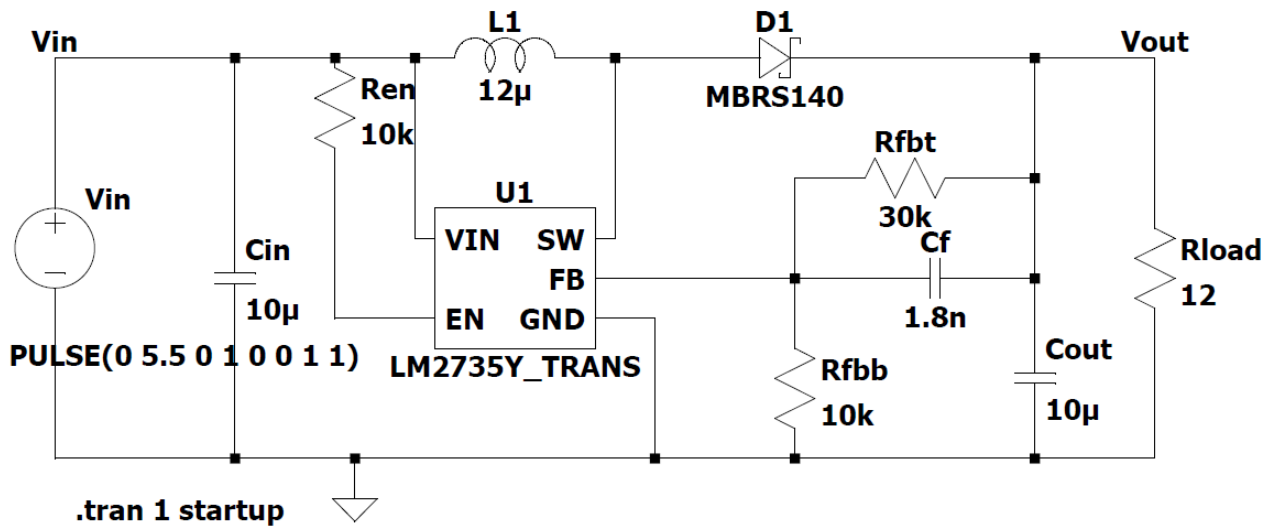 Vin
L1
12µ
D1
MBRS140
Vout
Ren
10k
Rfbt
30k
Vin
U1
VIN
SW
FB
EN
GND
LM2735Y_TRANS
Cin
10µ
Cf
1.8n
Rload
12
PULSE(0 5.5 0 1 0 0 1 1)
Rfbb
10k
Cout
10µ
.tran 1 startup